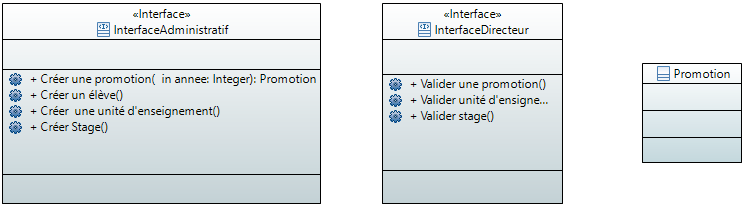 «Interface»
InterfaceAdministratif
+ Créer une promotion( in annee: Integer): Promotion
+ Créer un élève()
+ Créer une unité d'enseignement()
+ Créer Stage()
«Interface»
InterfaceDirecteur
+ Valider une promotion()
+ Valider unité d'ensigne...
+ Valider stage()
Promotion